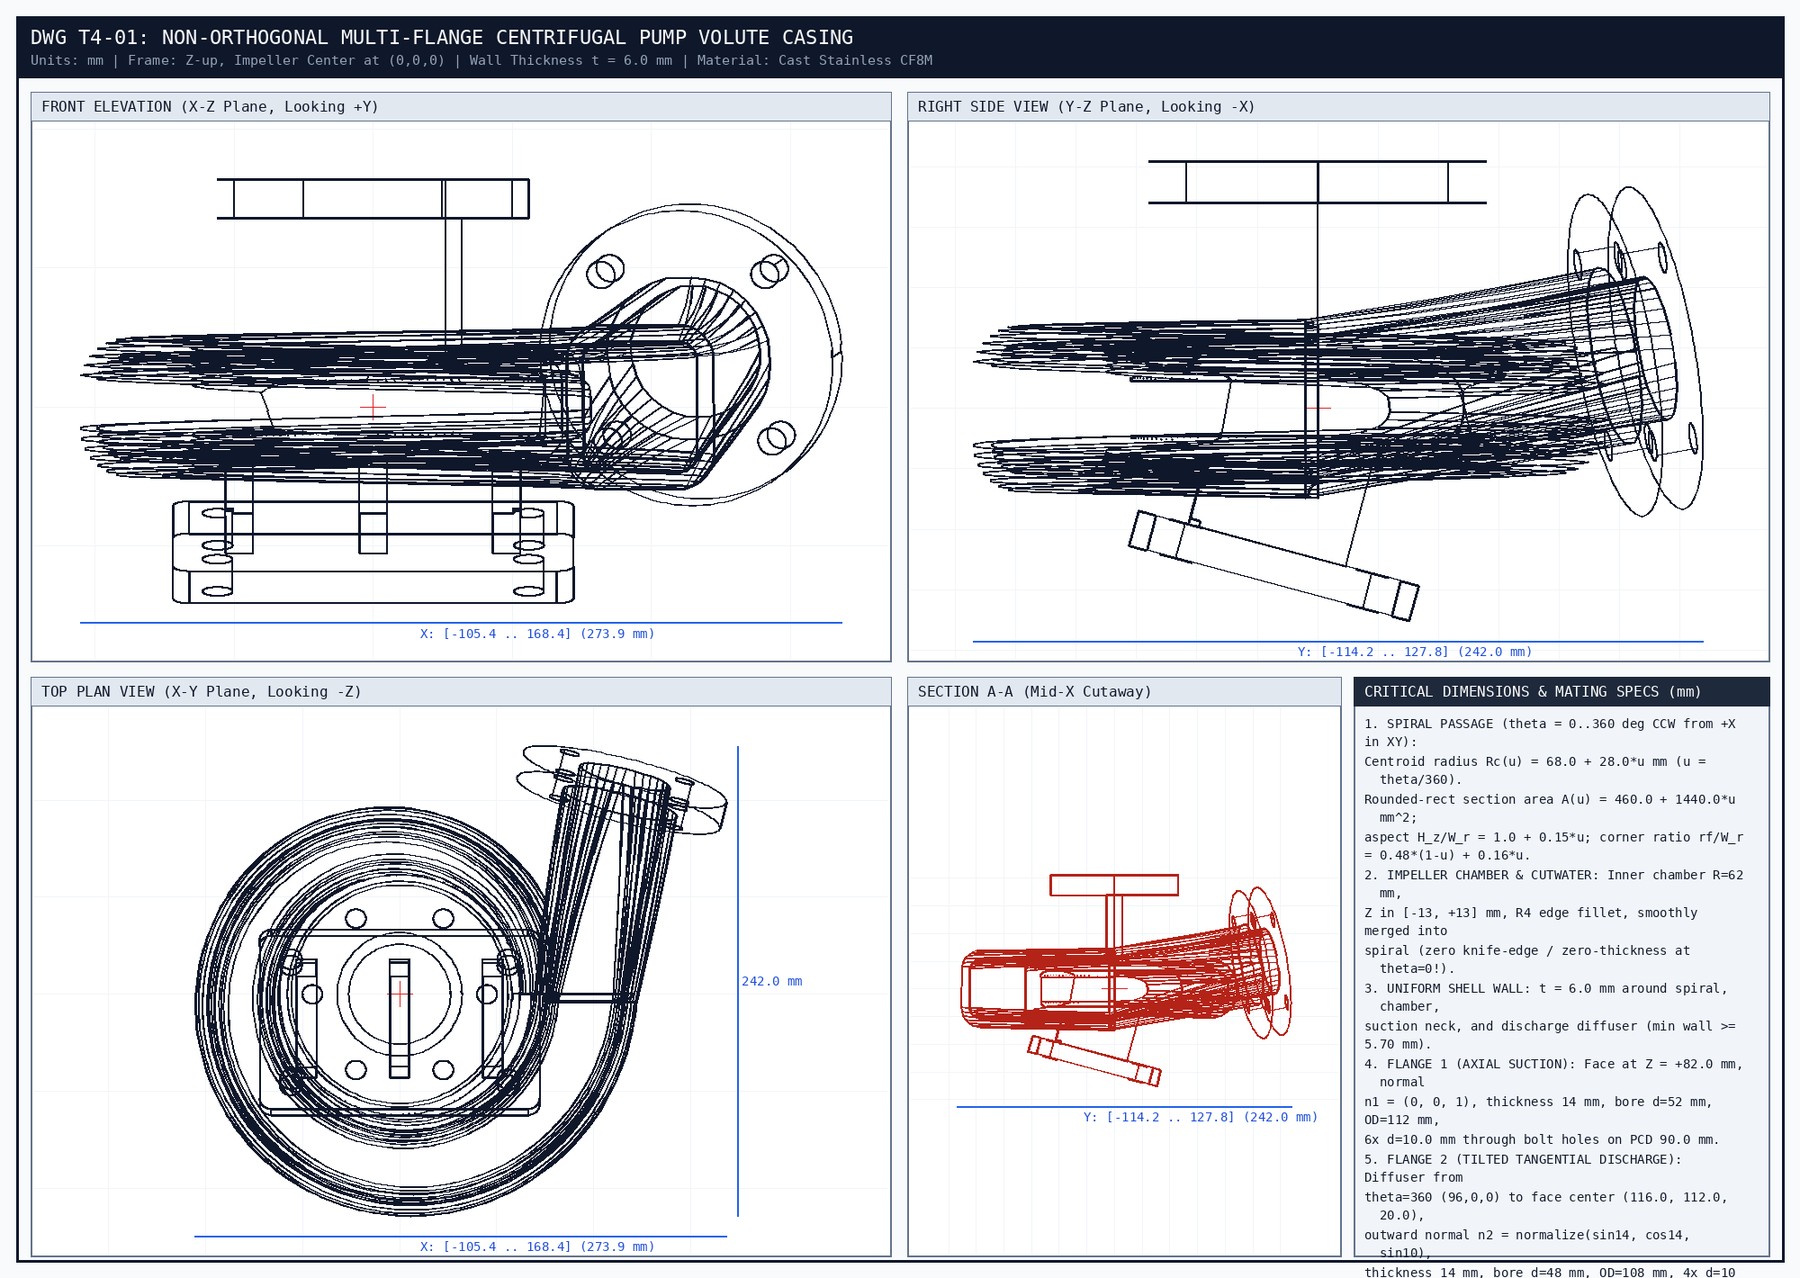 DWG T4-01: NON-ORTHOGONAL MULTI-FLANGE CENTRIFUGAL PUMP VOLUTE CASING
Units: mm | Frame: Z-up, Impeller Center at (0,0,0) | Wall Thickness t = 6.0 mm | Material: Cast Stainless CF8M
FRONT ELEVATION (X-Z Plane, Looking +Y)
X: [-105.4 .. 168.4] (273.9 mm)
RIGHT SIDE VIEW (Y-Z Plane, Looking -X)
Y: [-114.2 .. 127.8] (242.0 mm)
TOP PLAN VIEW (X-Y Plane, Looking -Z)
242.0 mm
X: [-105.4 .. 168.4] (273.9 mm)
SECTION A-A (Mid-X Cutaway)
Y: [-114.2 .. 127.8] (242.0 mm)
CRITICAL DIMENSIONS & MATING SPECS (mm)
1. SPIRAL PASSAGE (theta = 0..360 deg CCW from +X
in XY):
Centroid radius Rc(u) = 68.0 + 28.0*u mm (u =
theta/360).
Rounded-rect section area A(u) = 460.0 + 1440.0*u
mm^2;
aspect H_z/W_r = 1.0 + 0.15*u; corner ratio rf/W_r
= 0.48*(1-u) + 0.16*u.
2. IMPELLER CHAMBER & CUTWATER: Inner chamber R=62
mm,
Z in [-13, +13] mm, R4 edge fillet, smoothly
merged into
spiral (zero knife-edge / zero-thickness at
theta=0!).
3. UNIFORM SHELL WALL: t = 6.0 mm around spiral,
chamber,
suction neck, and discharge diffuser (min wall >=
5.70 mm).
4. FLANGE 1 (AXIAL SUCTION): Face at Z = +82.0 mm,
normal
n1 = (0, 0, 1), thickness 14 mm, bore d=52 mm,
OD=112 mm,
6x d=10.0 mm through bolt holes on PCD 90.0 mm.
5. FLANGE 2 (TILTED TANGENTIAL DISCHARGE):
Diffuser from
theta=360 (96,0,0) to face center (116.0, 112.0,
20.0),
outward normal n2 = normalize(sin14, cos14,
sin10),
thickness 14 mm, bore d=48 mm, OD=108 mm, 4x d=10